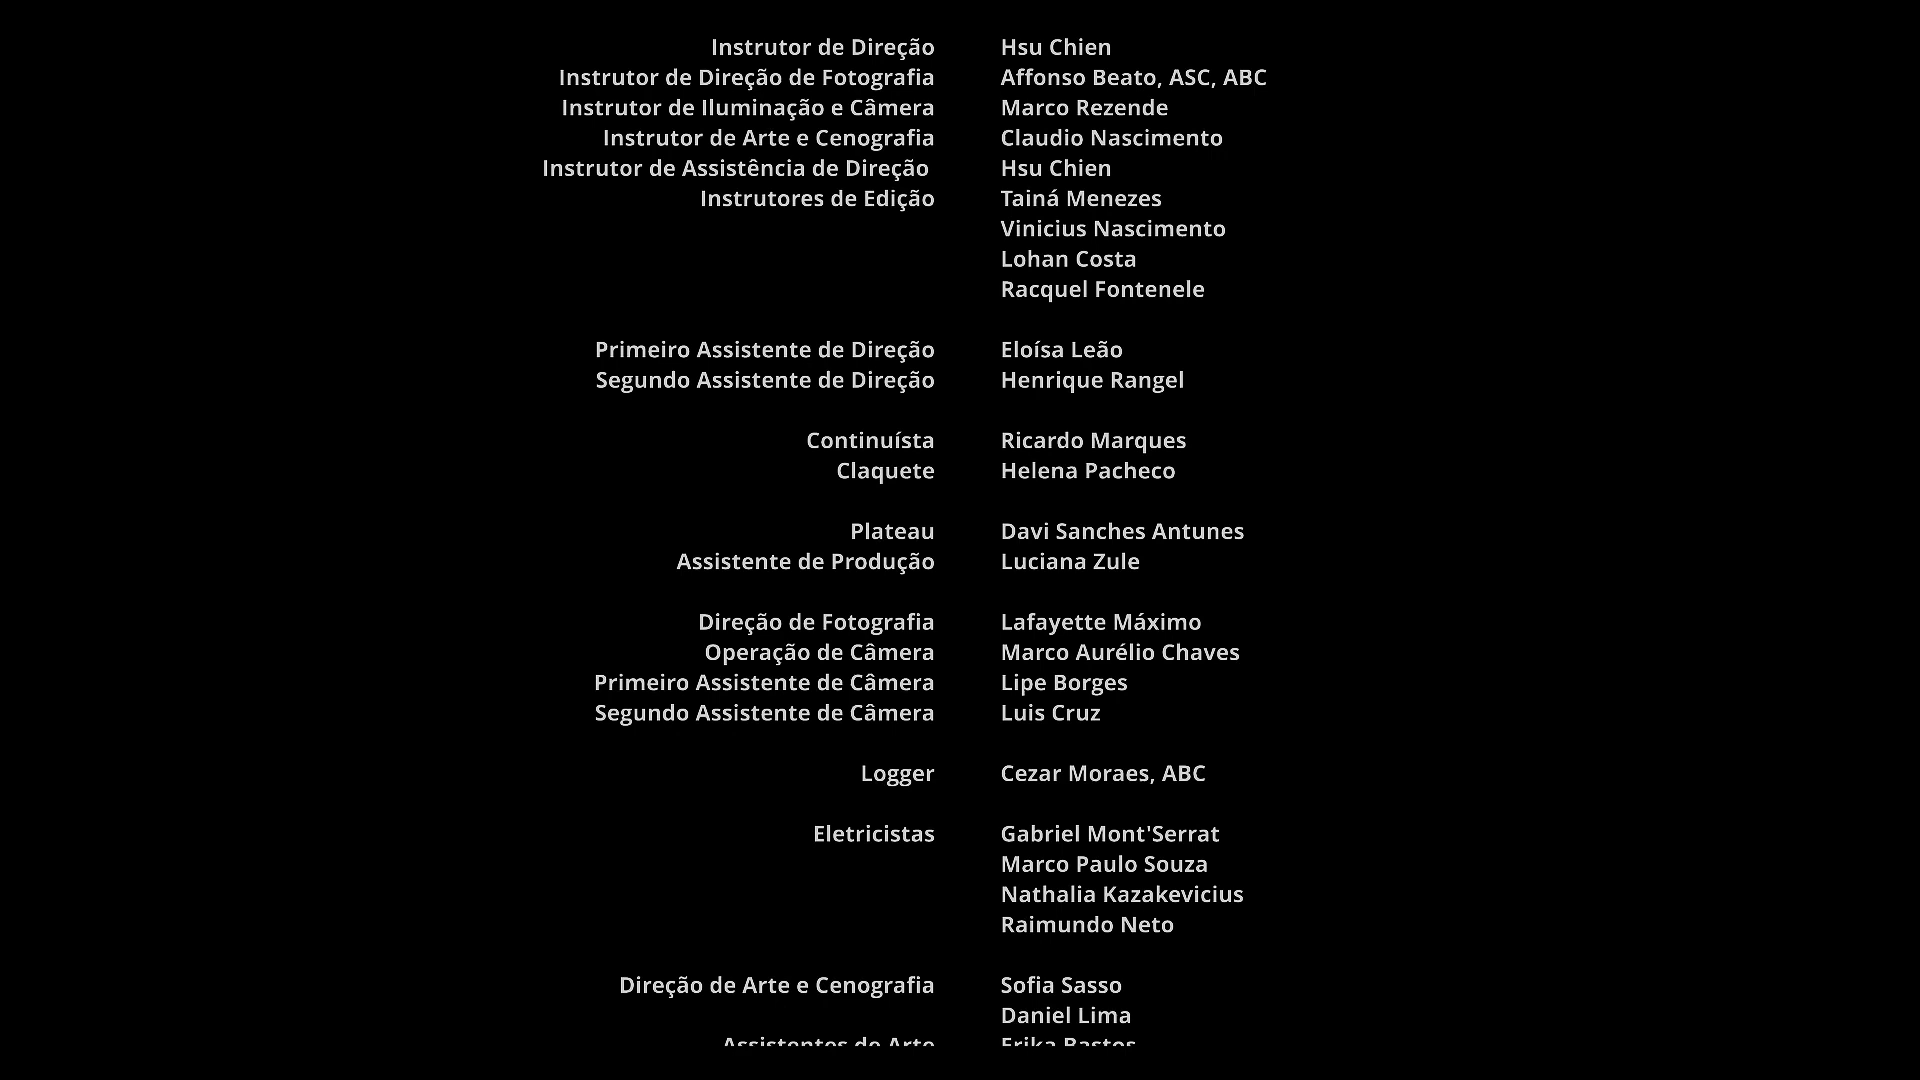 Instrutor de Direção Hsu Chien
Instrutor de Direção de Fotografia Affonso Beato, ASC, ABC
Instrutor de Iluminação e Câmera Marco Rezende
Instrutor de Arte e Cenografia Claudio Nascimento
Instrutor de Assistência de Direção Hsu Chien
Instrutores de Edição Tainá Menezes
Vinicius Nascimento
Lohan Costa
Racquel Fontenele
Primeiro Assistente de Direção Eloísa Leão
Segundo Assistente de Direção Henrique Rangel
Continuísta Ricardo Marques
Claquete Helena Pacheco
Plateau Davi Sanches Antunes
Assistente de Produção Luciana Zule
Direção de Fotografia Lafayette Máximo
Operação de Câmera Marco Aurélio Chaves
Primeiro Assistente de Câmera Lipe Borges
Segundo Assistente de Câmera Luis Cruz
Logger Cezar Moraes, ABC
Eletricistas Gabriel Mont'Serrat
Marco Paulo Souza
Nathalia Kazakevicius
Raimundo Neto
Direção de Arte e Cenografia Sofia Sasso
Daniel Lima
Assistentes de Arte Erika Bastos